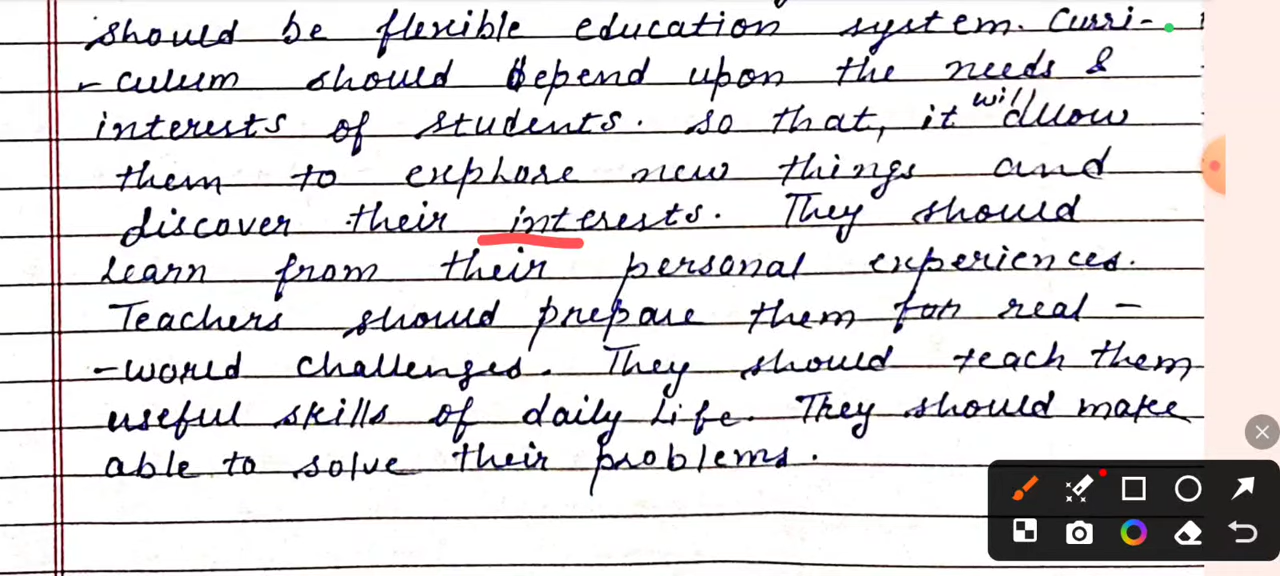 should be flexible education system. Curri-
- culum should depend upon the needs &
interests of students. so that, it will allow
them to explore new things and
discover their interests. They should
learn from their personal experiences.
Teachers should prepare them for real -
- world challenges. They should teach them
useful skills of daily life. They should make
able to solve their problems.